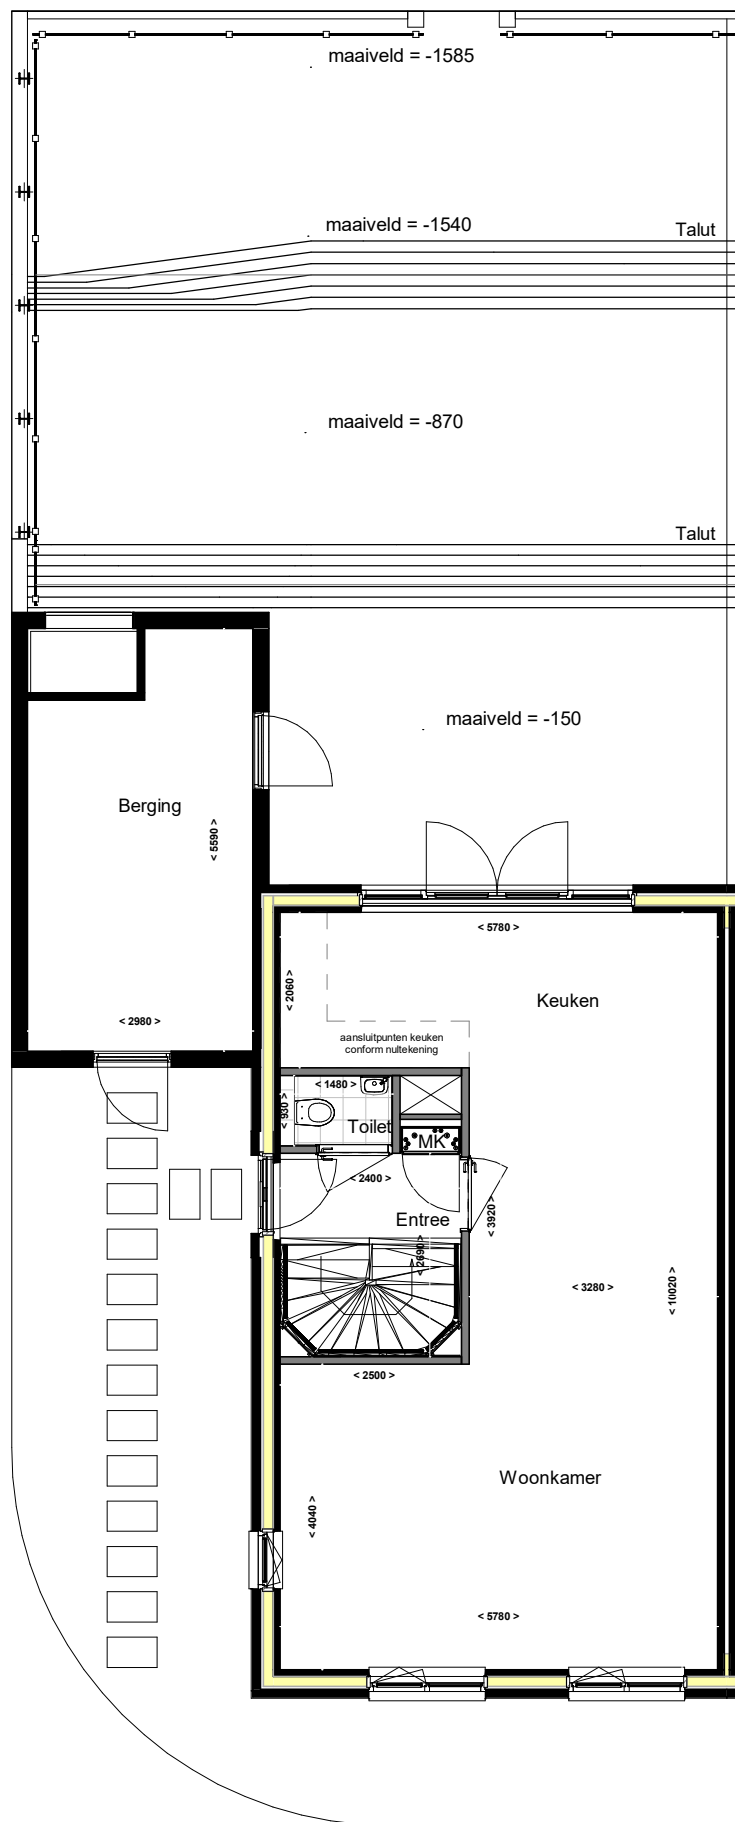 maaiveld = -1585
maaiveld = -1540
Talut
maaiveld = -870
Talut
maaiveld = -150
Berging
< 5590 >
< 5780 >
< 2060 >
Keuken
< 2980 >
aansluitpunten keuken
conform nultekening
< 1480 >
< 930 >
Toilet
MK
< 2400 >
Entree
< 3920 >
< 2690 >
< 3280 >
< 10020 >
< 2500 >
Woonkamer
< 4040 >
< 5780 >